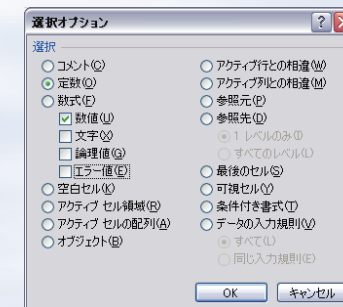 選択オプション
選択
コメント(C)
定数(O)
数式(F)
数値(U)
文字(X)
論理値(G)
エラー値(E)
空白セル(K)
アクティブ セル領域(R)
アクティブ セルの配列(A)
オブジェクト(B)
アクティブ行との相違(W)
アクティブ列との相違(M)
参照元(P)
参照先(D)
1 レベルのみ(I)
すべてのレベル(L)
最後のセル(S)
可視セル(Y)
条件付き書式(T)
データの入力規則(V)
すべて(L)
同じ入力規則(E)
OK
キャンセル